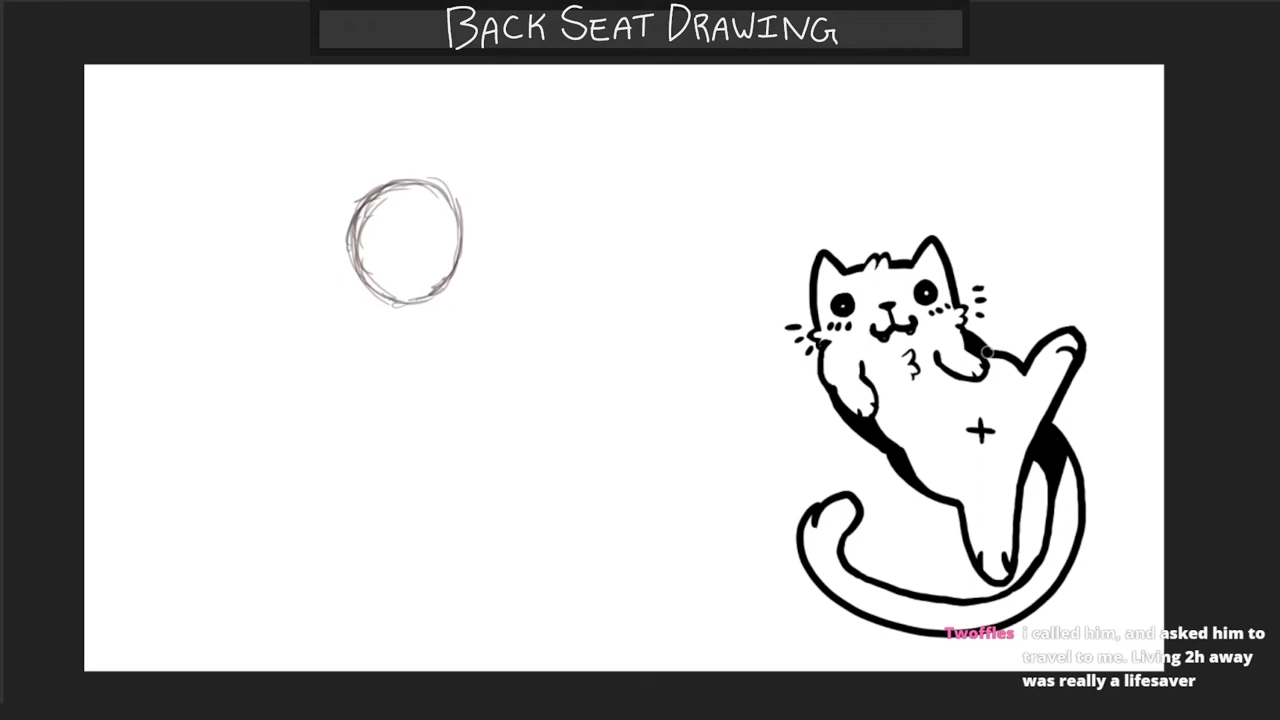 BACK SEAT DRAWING
Twoffles i called him, and asked him to
travel to me. Living 2h away
was really a lifesaver